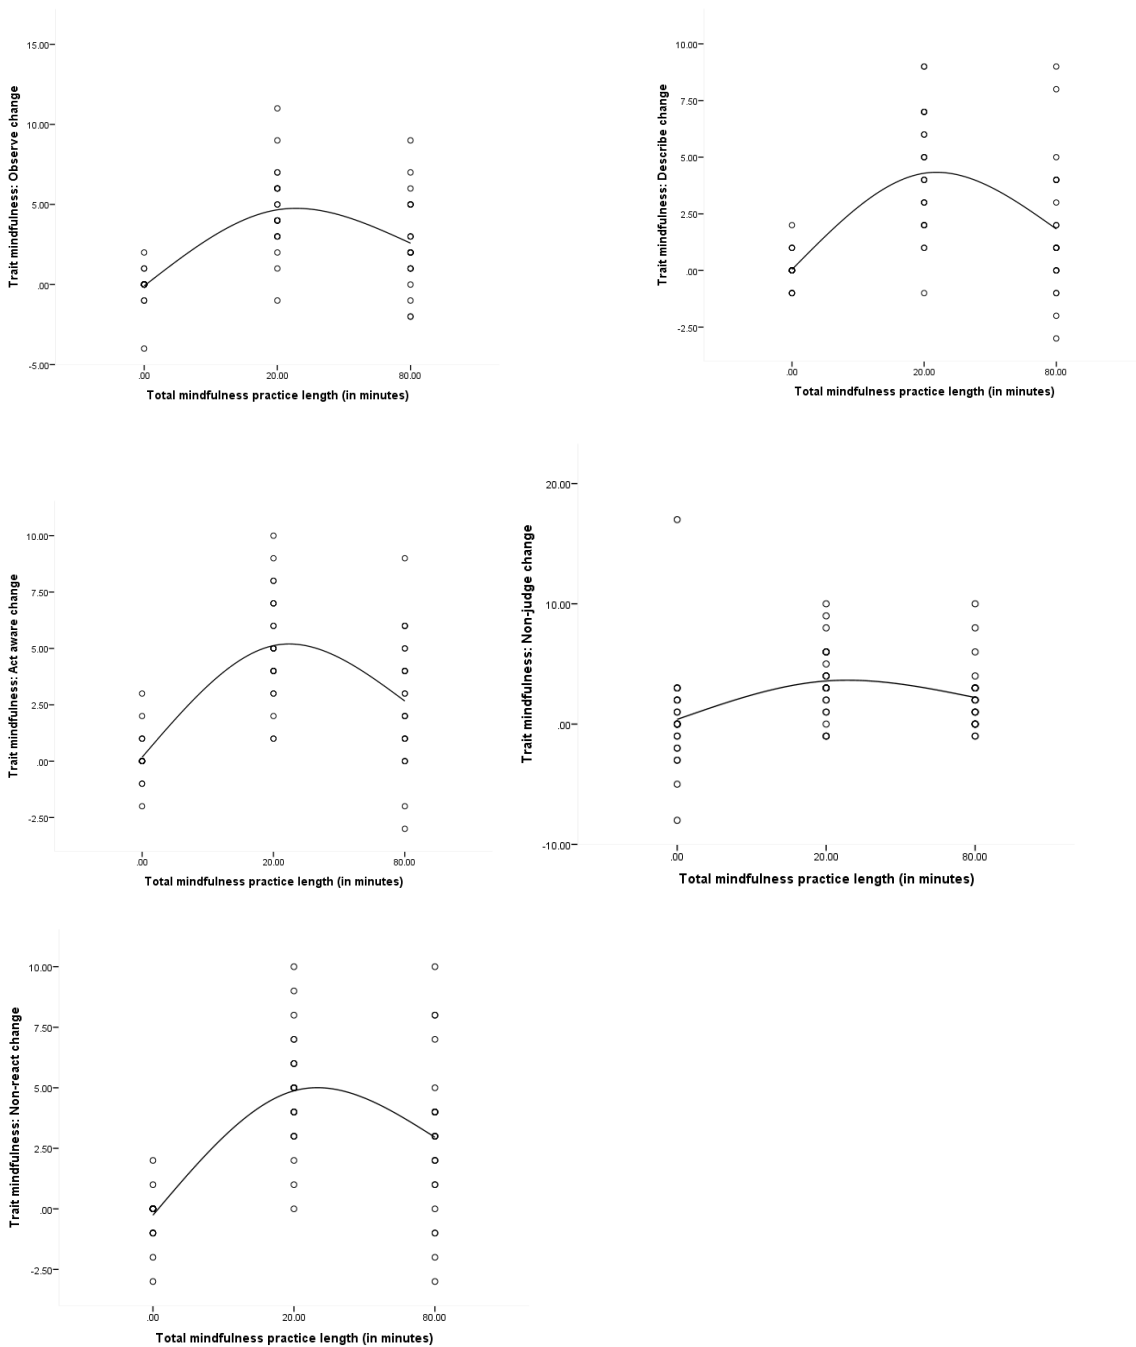 15.00
10.00
5.00
.00
-5.00
Trait mindfulness: Observe change
.00 20.00 80.00
Total mindfulness practice length (in minutes)
10.00
7.50
5.00
2.50
.00
-2.50
Trait mindfulness: Describe change
.00 20.00 80.00
Total mindfulness practice length (in minutes)
10.00
7.50
5.00
2.50
.00
-2.50
Trait mindfulness: Act aware change
.00 20.00 80.00
Total mindfulness practice length (in minutes)
20.00
10.00
.00
-10.00
Trait mindfulness: Non-judge change
.00 20.00 80.00
Total mindfulness practice length (in minutes)
10.00
7.50
5.00
2.50
.00
-2.50
Trait mindfulness: Non-react change
.00 20.00 80.00
Total mindfulness practice length (in minutes)